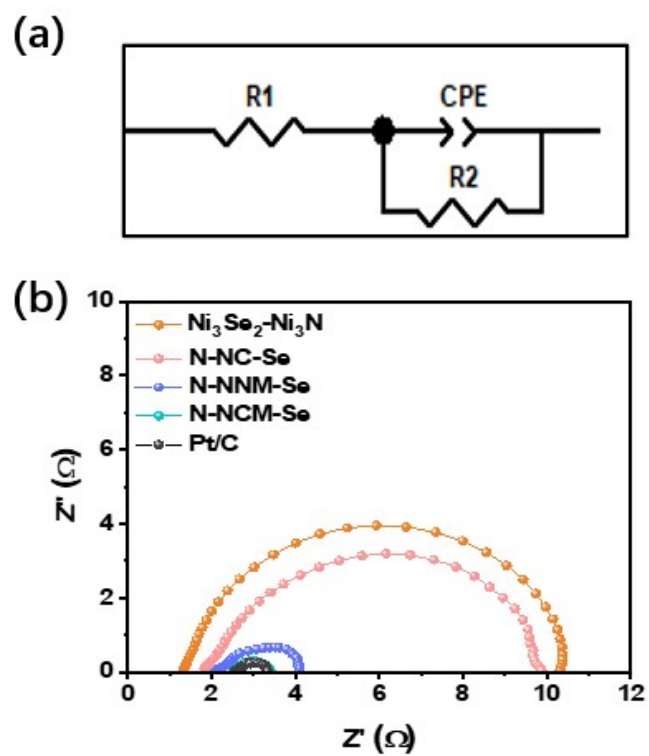 (a)
R1
CPE
R2
(b)
10
8
6
4
2
0
Z'' (Ω)
Ni₃Se₂-Ni₃N
N-NC-Se
N-NNM-Se
N-NCM-Se
Pt/C
0 2 4 6 8 10 12
Z' (Ω)